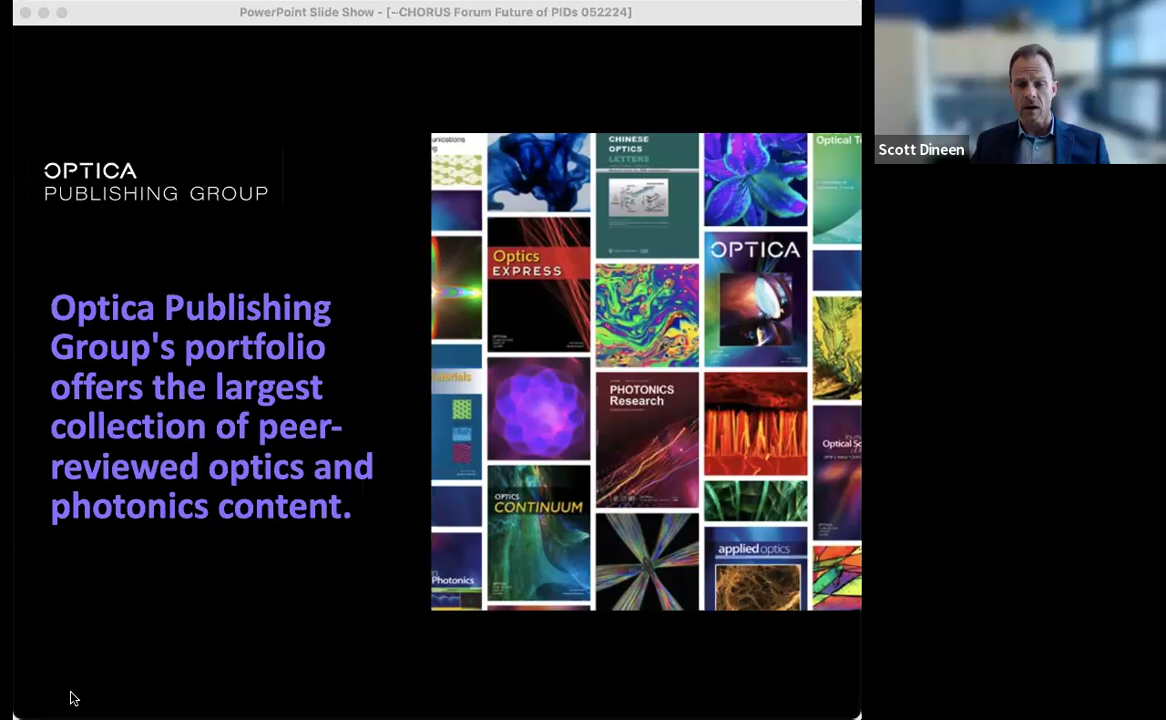 PowerPoint Slide Show - [~CHORUS Forum Future of PIDs 052224]
Scott Dineen
OPTICA
PUBLISHING GROUP
Optica Publishing
Group's portfolio
offers the largest
collection of peer-
reviewed optics and
photonics content.
Optics
EXPRESS
OPTICS
CONTINUUM
CHINESE
OPTICS
LETTERS
PHOTONICS
Research
OPTICA
applied optics
Optical
Photonics